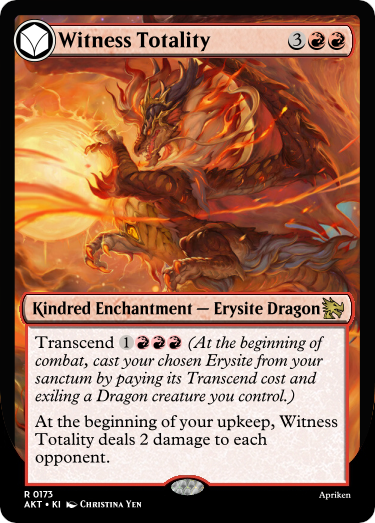 Witness Totality 3
Kindred Enchantment — Erysite Dragon
Transcend 1 (At the beginning of
combat, cast your chosen Erysite from your
sanctum by paying its Transcend cost and
exiling a Dragon creature you control.)
At the beginning of your upkeep, Witness
Totality deals 2 damage to each
opponent.
R 0173
AKT • KI Christina Yen
Apriken